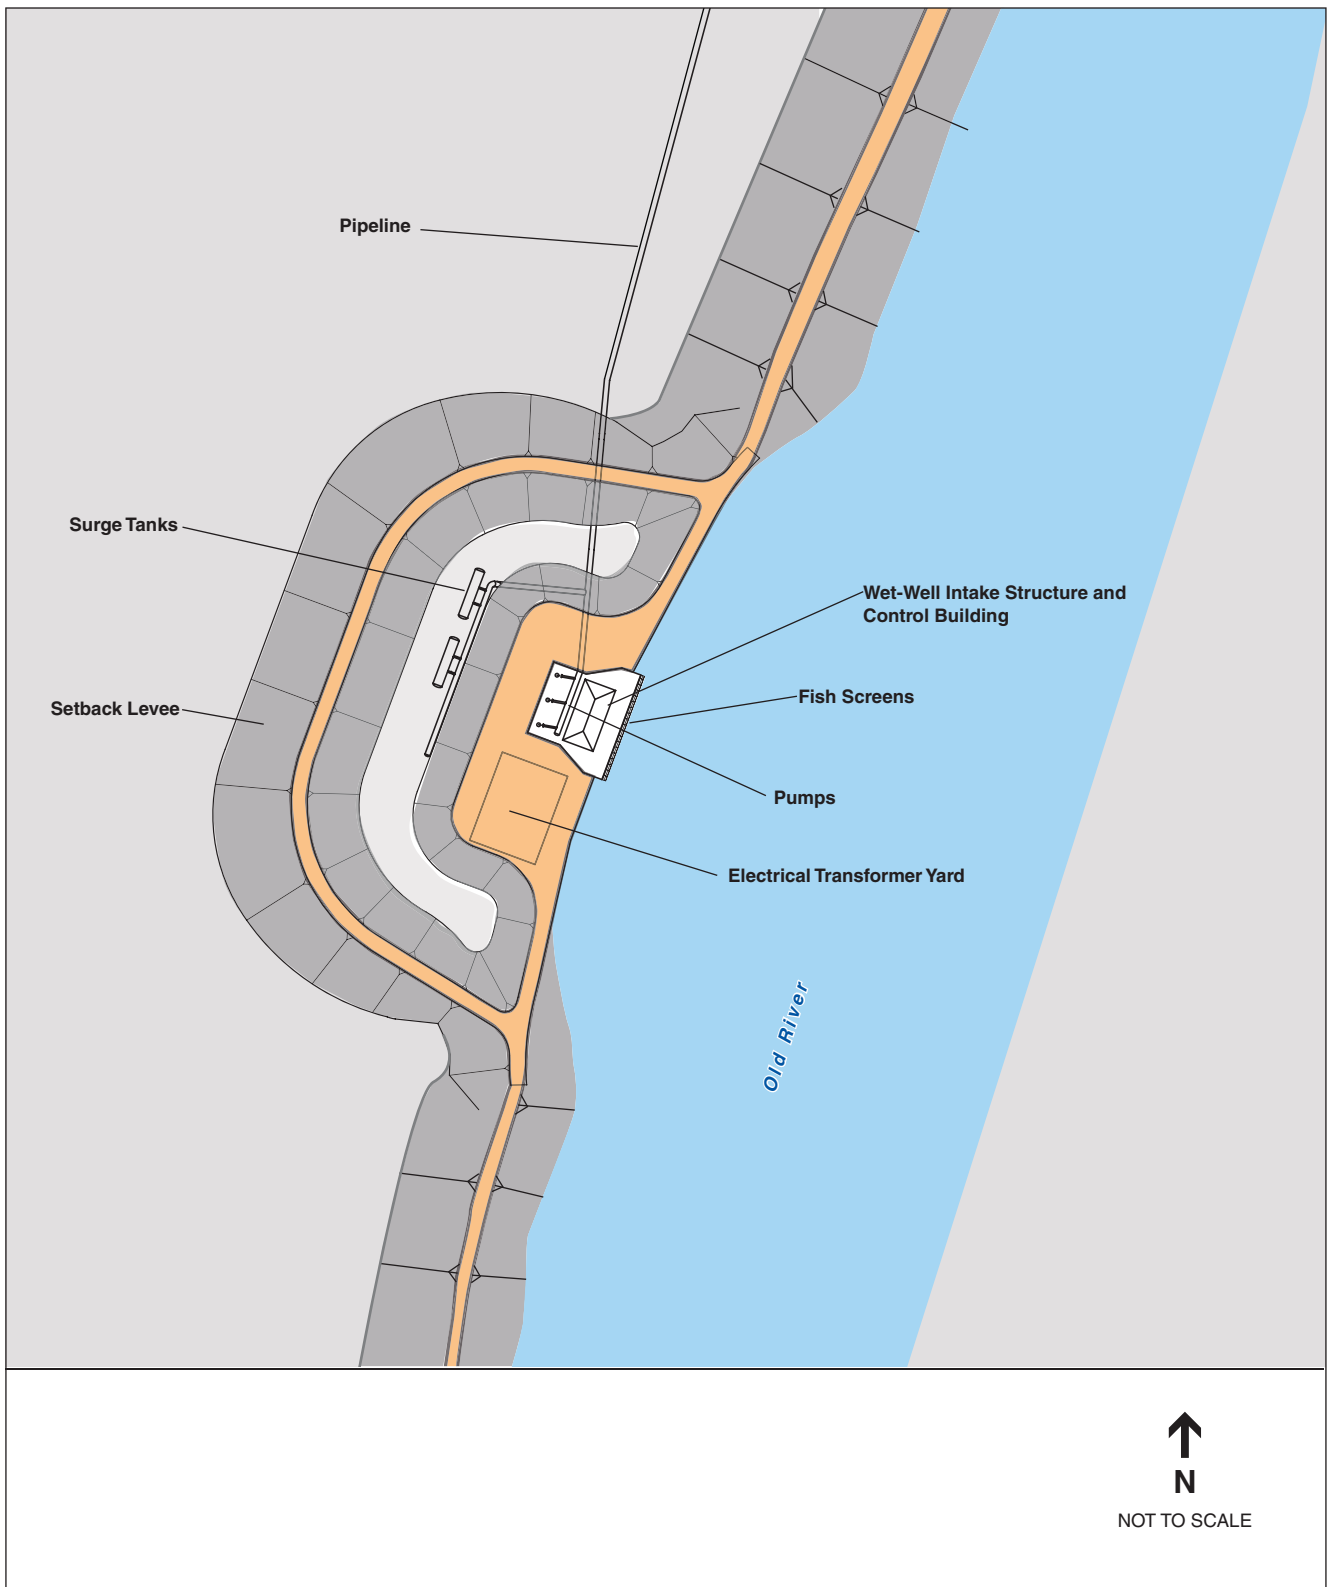 Pipeline
Surge Tanks
Wet-Well Intake Structure and
Control Building
Fish Screens
Setback Levee
Pumps
Electrical Transformer Yard
Old River
N
NOT TO SCALE